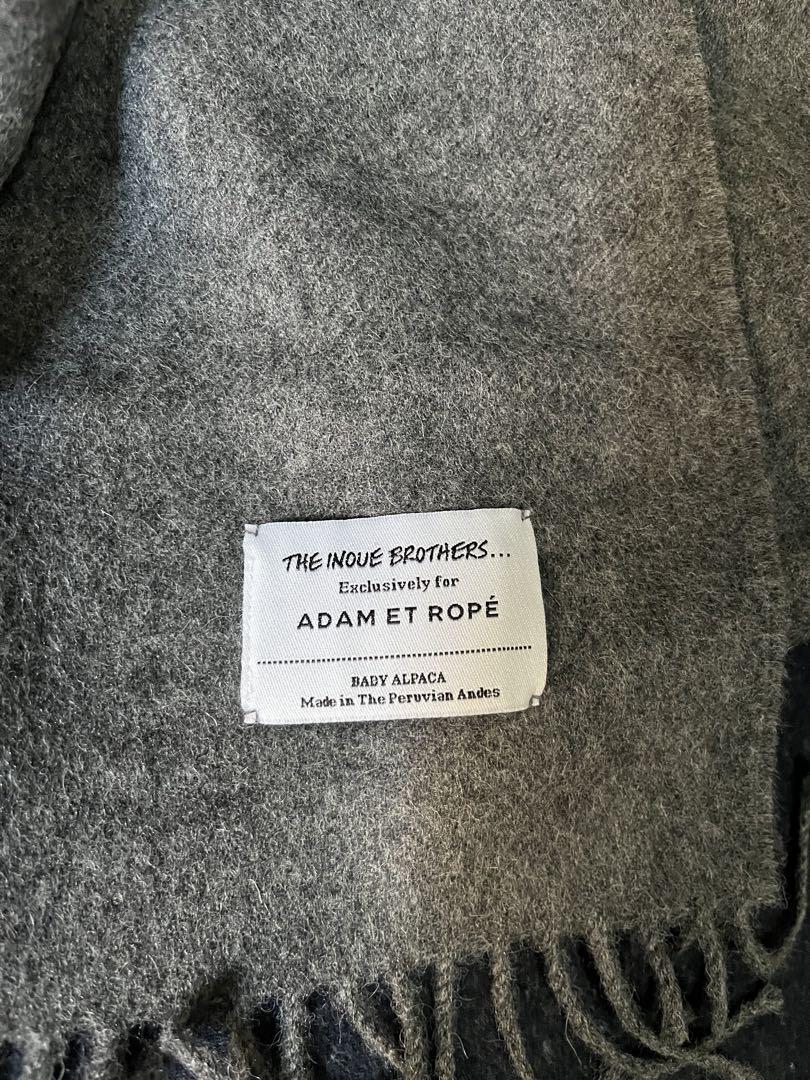 THE INOUE BROTHERS...
Exclusively for
ADAM ET ROPÉ
BABY ALPACA
Made in The Peruvian Andes